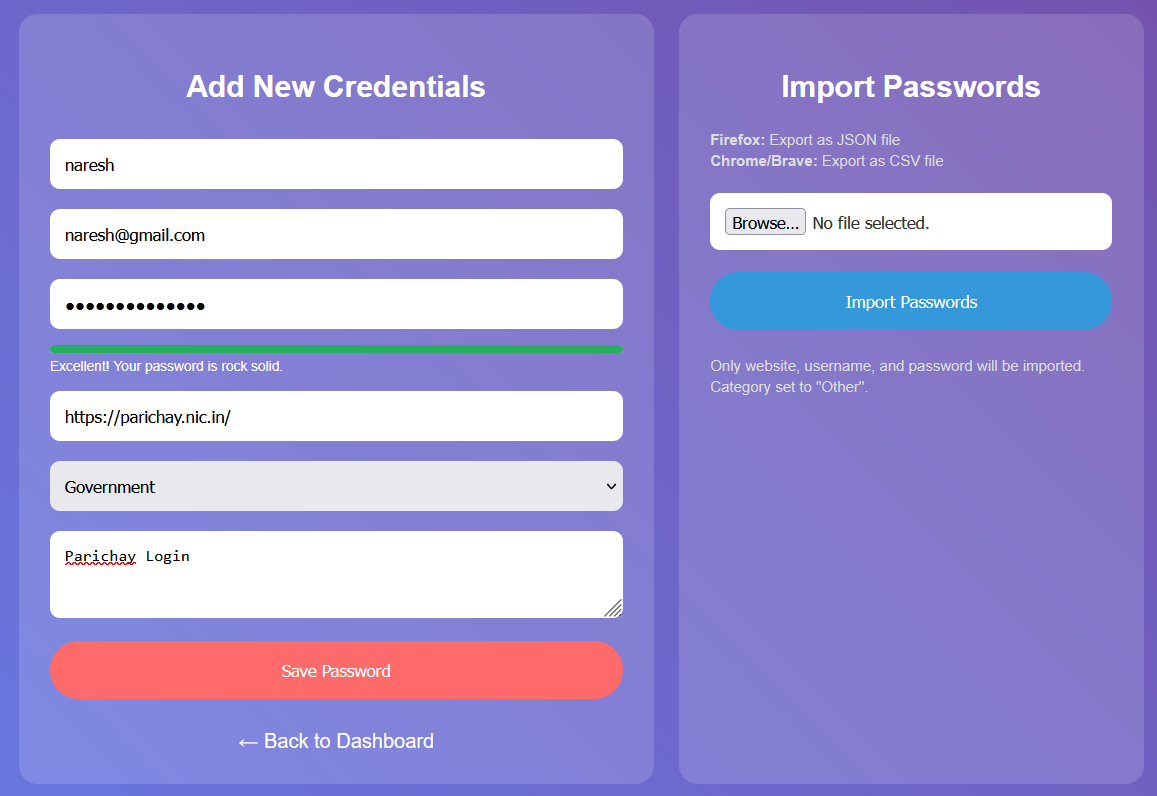 Add New Credentials
naresh
naresh@gmail.com
●●●●●●●●●●●●●●
Excellent! Your password is rock solid.
https://parichay.nic.in/
Government
Parichay Login
Save Password
← Back to Dashboard
Import Passwords
Firefox: Export as JSON file
Chrome/Brave: Export as CSV file
Browse... No file selected.
Import Passwords
Only website, username, and password will be imported.
Category set to "Other".